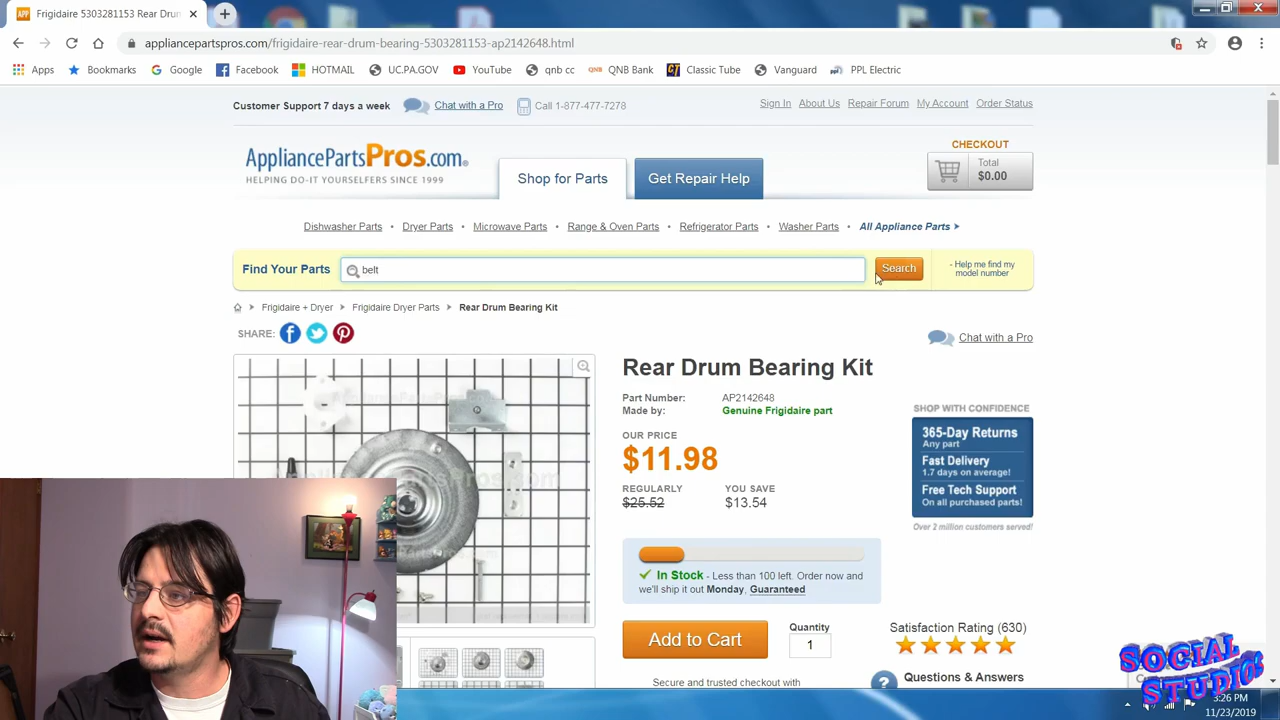 Frigidaire 5303281153 Rear Drum
appliancepartspros.com/frigidaire-rear-drum-bearing-5303281153-ap2142648.html
Apps Bookmarks Google Facebook HOTMAIL UC.PA.GOV YouTube qnb cc QNB Bank Classic Tube Vanguard PPL Electric
Customer Support 7 days a week Chat with a Pro Call 1-877-477-7278 Sign In About Us Repair Forum My Account Order Status
AppliancePartsPros.com
HELPING DO-IT YOURSELFERS SINCE 1999
Shop for Parts Get Repair Help
CHECKOUT
Total
$0.00
Dishwasher Parts • Dryer Parts • Microwave Parts • Range & Oven Parts • Refrigerator Parts • Washer Parts • All Appliance Parts
Find Your Parts belt Search
- Help me find my
model number
Frigidaire + Dryer Frigidaire Dryer Parts Rear Drum Bearing Kit
SHARE:
Chat with a Pro
Rear Drum Bearing Kit
Part Number: AP2142648
Made by: Genuine Frigidaire part
OUR PRICE
$11.98
REGULARLY YOU SAVE
$25.52 $13.54
SHOP WITH CONFIDENCE
365-Day Returns
Any part
Fast Delivery
1.7 days on average!
Free Tech Support
On all purchased parts!
Over 2 million customers served!
In Stock - Less than 100 left. Order now and
we'll ship it out Monday, Guaranteed
Add to Cart
Quantity
1
Satisfaction Rating (630)
Questions & Answers
Secure and trusted checkout with
SOCIAL
STUDIOS
3:26 PM
11/23/2019